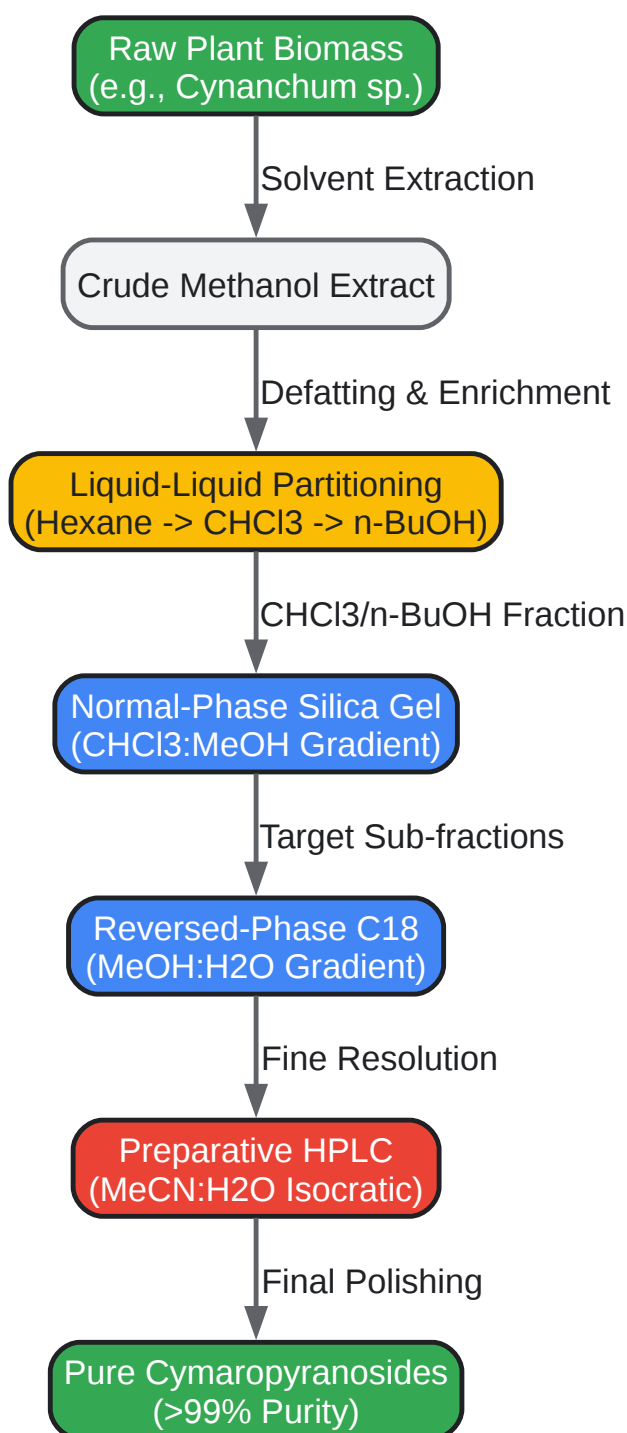 Raw Plant Biomass
(e.g., Cynanchum sp.)
Solvent Extraction
Crude Methanol Extract
Defatting & Enrichment
Liquid-Liquid Partitioning
(Hexane -> CHCl3 -> n-BuOH)
CHCl3/n-BuOH Fraction
Normal-Phase Silica Gel
(CHCl3:MeOH Gradient)
Target Sub-fractions
Reversed-Phase C18
(MeOH:H2O Gradient)
Fine Resolution
Preparative HPLC
(MeCN:H2O Isocratic)
Final Polishing
Pure Cymaropyranosides
(>99% Purity)